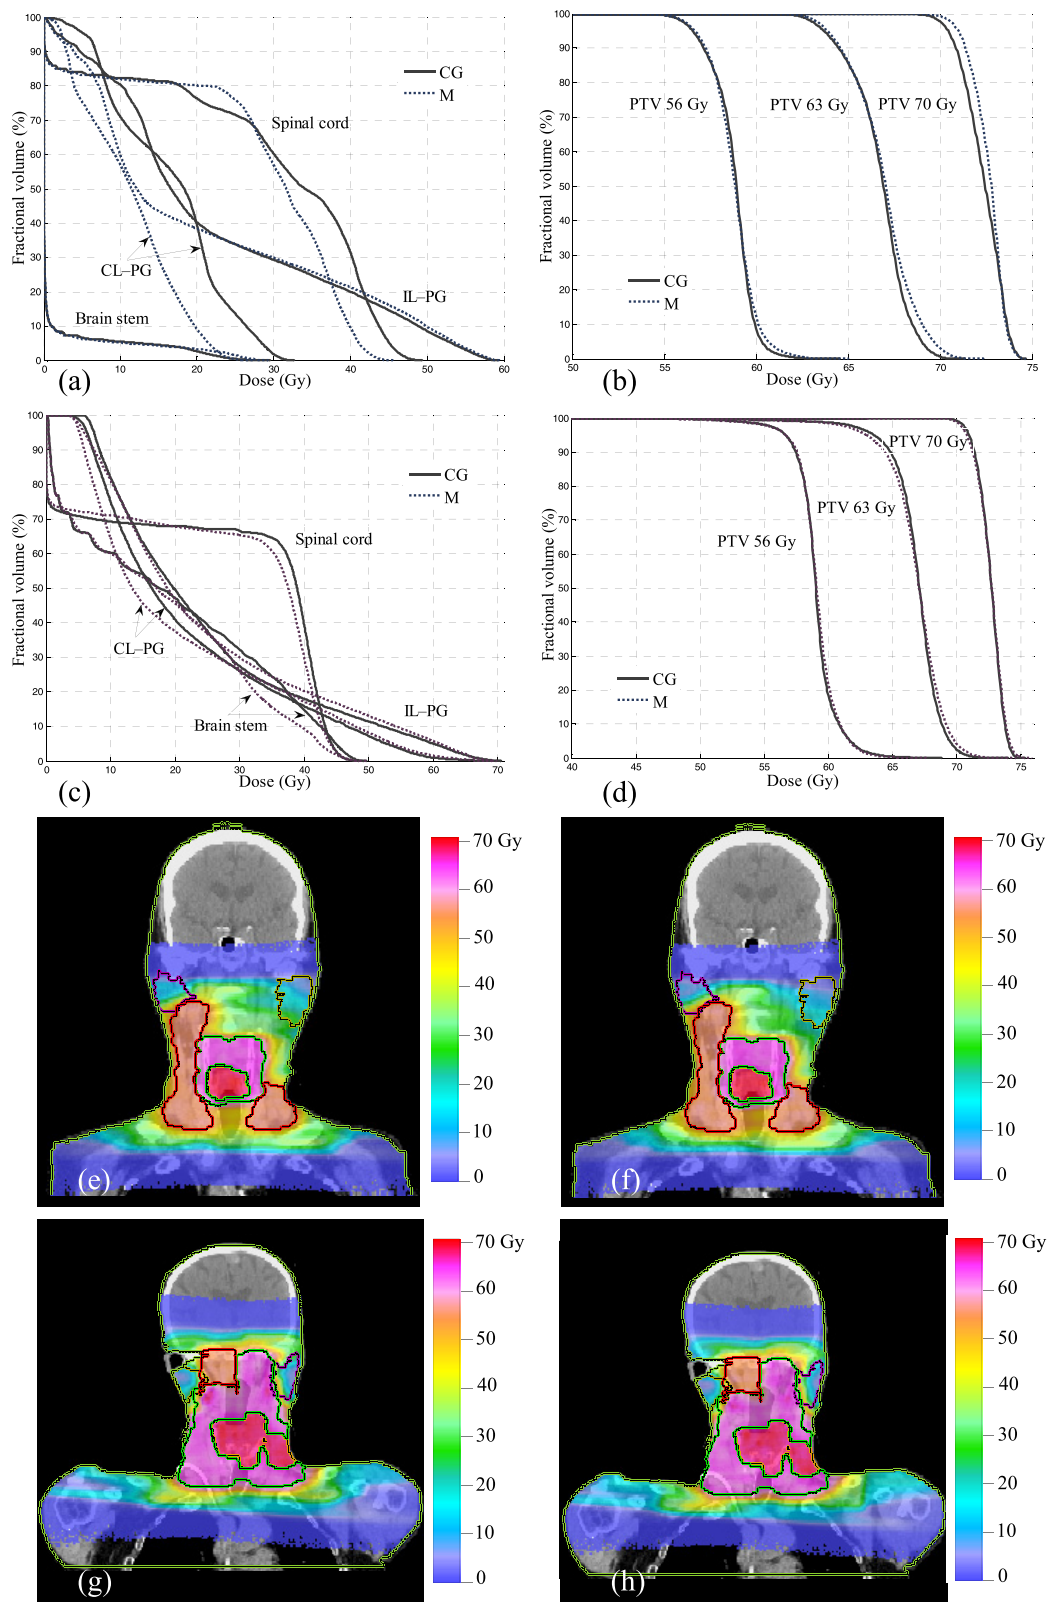 100
90
80
70
60
50
40
30
20
10
0
Fractional volume (%)
CG
M
Spinal cord
CL–PG
IL–PG
Brain stem
0 10 20 30 40 50 60
Dose (Gy)
(a)
100
90
80
70
60
50
40
30
20
10
0
Fractional volume (%)
PTV 56 Gy
PTV 63 Gy
PTV 70 Gy
CG
M
50 55 60 65 70 75
Dose (Gy)
(b)
100
90
80
70
60
50
40
30
20
10
0
Fractional volume (%)
CG
M
Spinal cord
CL–PG
IL–PG
Brain stem
0 10 20 30 40 50 60 70
Dose (Gy)
(c)
100
90
80
70
60
50
40
30
20
10
0
Fractional volume (%)
PTV 70 Gy
PTV 63 Gy
PTV 56 Gy
CG
M
40 45 50 55 60 65 70 75
Dose (Gy)
(d)
70 Gy
60
50
40
30
20
10
0
(e)
70 Gy
60
50
40
30
20
10
0
(f)
70 Gy
60
50
40
30
20
10
0
(g)
70 Gy
60
50
40
30
20
10
0
(h)